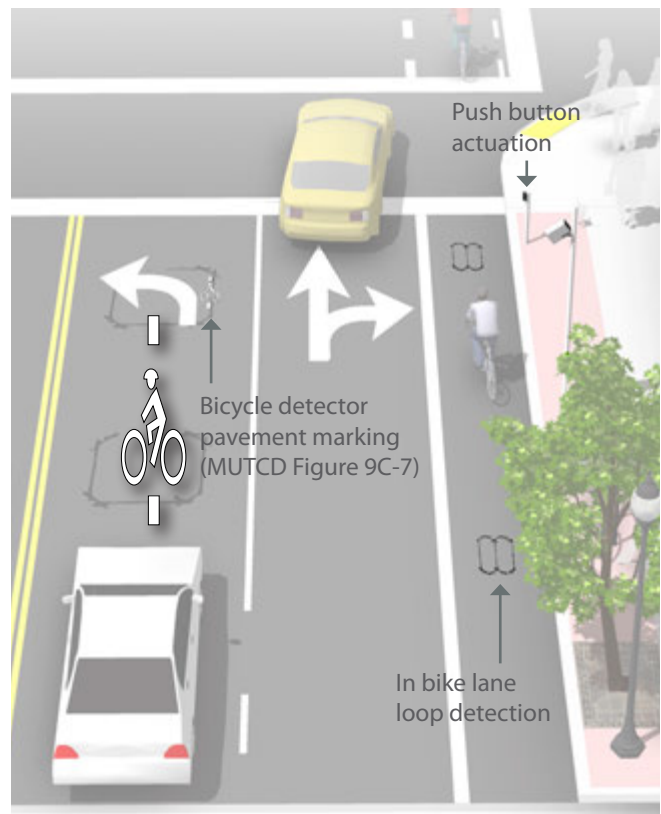 Push button
actuation
Bicycle detector
pavement marking
(MUTCD Figure 9C-7)
In bike lane
loop detection